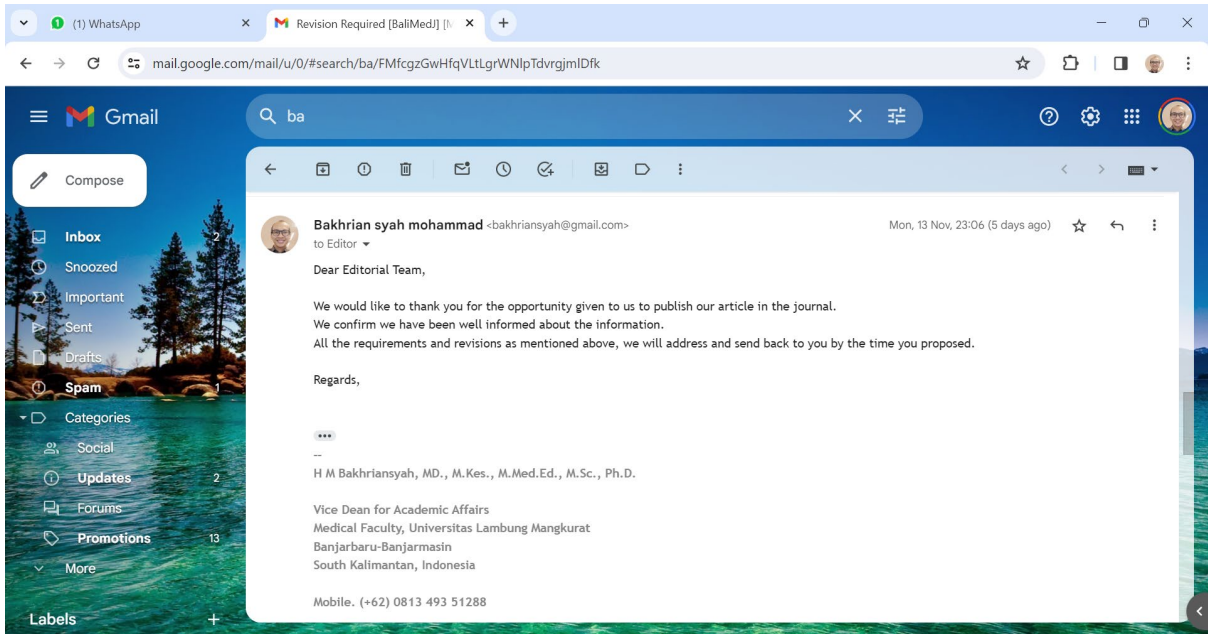 (1) WhatsApp
Revision Required [BaliMedJ] [M
mail.google.com/mail/u/0/#search/ba/FMfcgzGwHfqVLtLgrWNlpTdvrgjmlDfk
Gmail
ba
Compose
Inbox 2
Snoozed
Important
Sent
Drafts
Spam 1
Categories
Social
Updates 2
Forums
Promotions 13
More
Labels
Bakhrian syah mohammad <bakhriansyah@gmail.com>
Mon, 13 Nov, 23:06 (5 days ago)
to Editor
Dear Editorial Team,
We would like to thank you for the opportunity given to us to publish our article in the journal.
We confirm we have been well informed about the information.
All the requirements and revisions as mentioned above, we will address and send back to you by the time you proposed.
Regards,
--
H M Bakhriansyah, MD., M.Kes., M.Med.Ed., M.Sc., Ph.D.
Vice Dean for Academic Affairs
Medical Faculty, Universitas Lambung Mangkurat
Banjarbaru-Banjarmasin
South Kalimantan, Indonesia
Mobile. (+62) 0813 493 51288